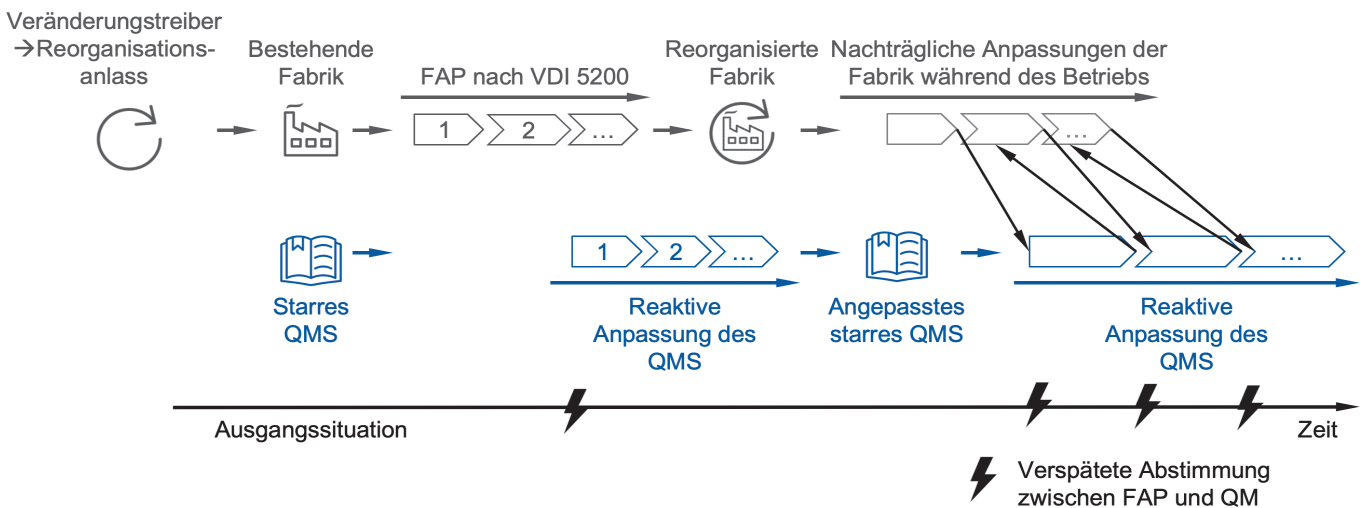 Veränderungstreiber
→Reorganisations-
anlass
Bestehende
Fabrik
FAP nach VDI 5200
1
2
...
Reorganisierte
Fabrik
Nachträgliche Anpassungen der
Fabrik während des Betriebs
...
Starres
QMS
1
2
...
Reaktive
Anpassung des
QMS
Angepasstes
starres QMS
...
Reaktive
Anpassung des
QMS
Ausgangssituation
Zeit
Verspätete Abstimmung
zwischen FAP und QM